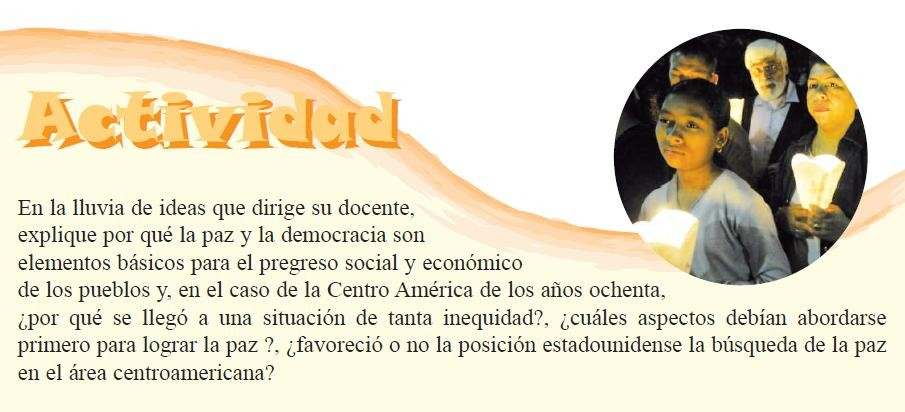 Actividad
En la lluvia de ideas que dirige su docente,
explique por qué la paz y la democracia son
elementos básicos para el pregreso social y económico
de los pueblos y, en el caso de la Centro América de los años ochenta,
¿por qué se llegó a una situación de tanta inequidad?, ¿cuáles aspectos debían abordarse
primero para lograr la paz ?, ¿favoreció o no la posición estadounidense la búsqueda de la paz
en el área centroamericana?